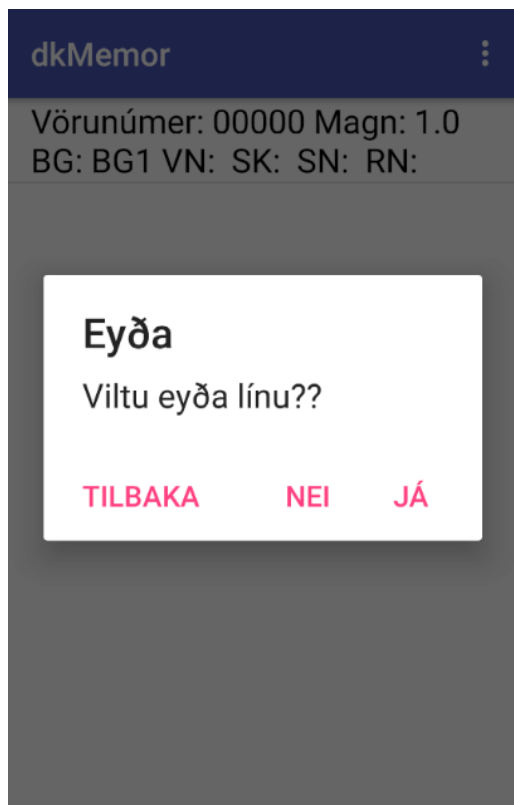 dkMemor
Vörunúmer: 00000 Magn: 1.0
BG: BG1 VN: SK: SN: RN:
Eyða
Viltu eyða línu??
TILBAKA NEI JÁ